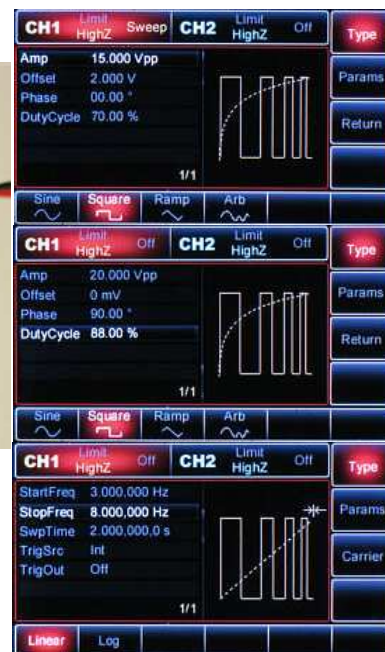 CH1 Limit HighZ Sweep CH2 Limit HighZ Off Type
Amp 15.000 Vpp
Offset 2.000 V
Phase 00.00 °
DutyCycle 70.00 %
1/1
Params
Return
Sine Square Ramp Arb
CH1 Limit HighZ Off CH2 Limit HighZ Off Type
Amp 20.000 Vpp
Offset 0 mV
Phase 90.00 °
DutyCycle 88.00 %
1/1
Params
Return
Sine Square Ramp Arb
CH1 Limit HighZ Off CH2 Limit HighZ Off Type
StartFreq 3.000,000 Hz
StopFreq 8.000,000 Hz
SwpTime 2.000,000,0 s
TrigSrc Int
TrigOut Off
1/1
Params
Carrier
Linear Log